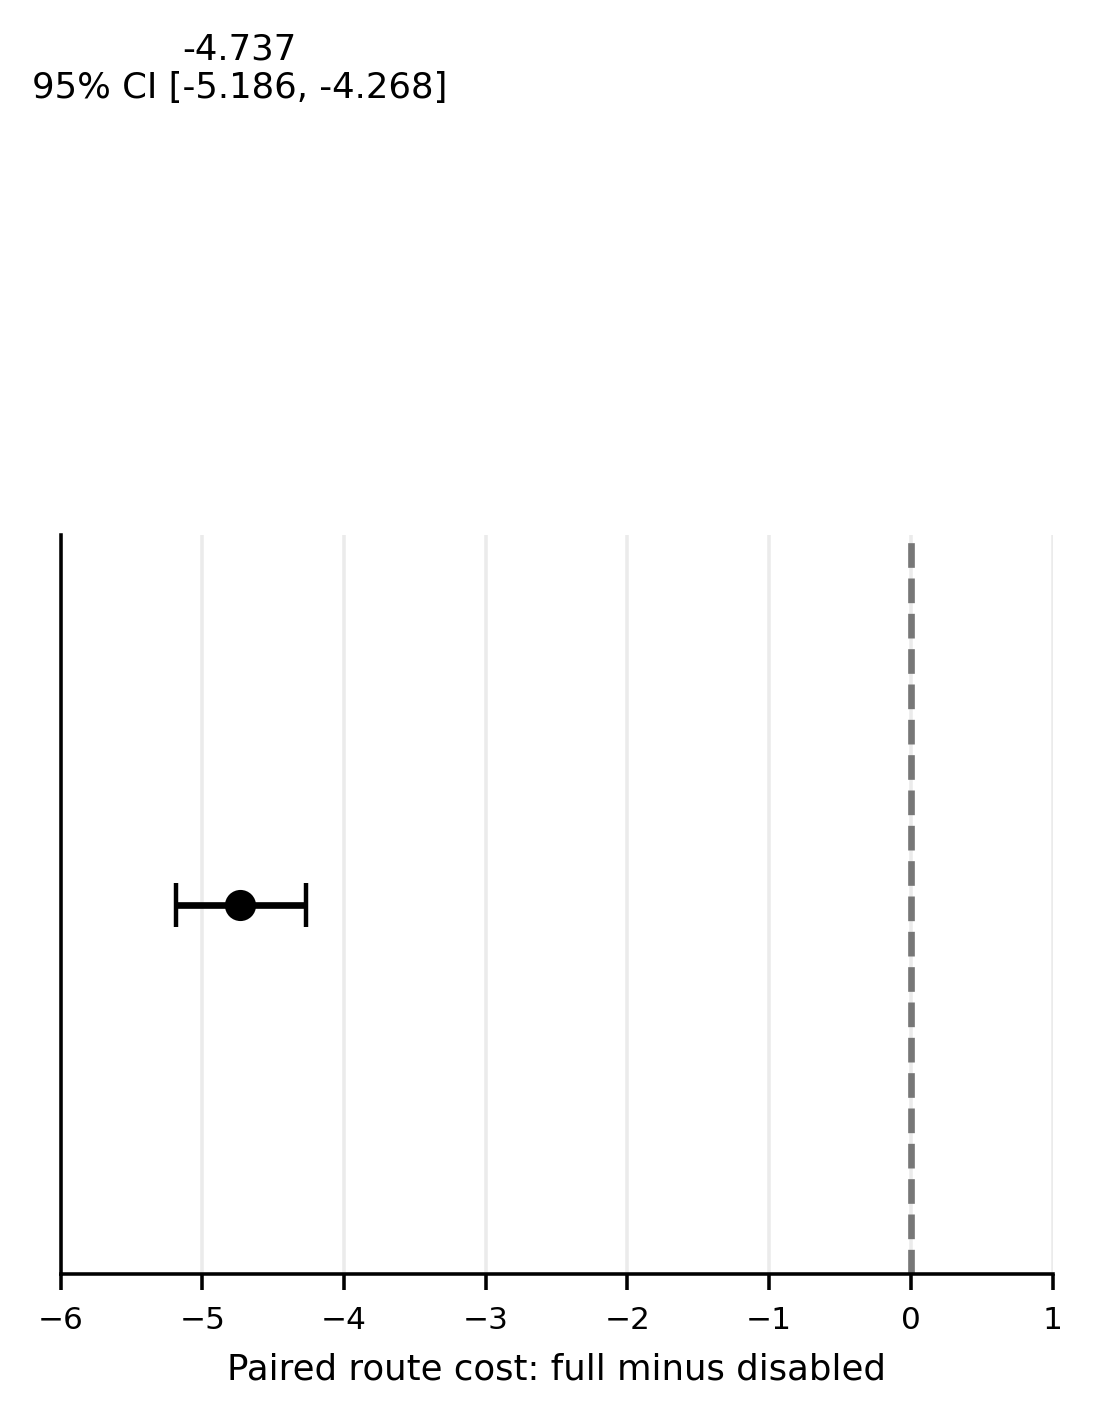 -4.737
95% CI [-5.186, -4.268]
−6 −5 −4 −3 −2 −1 0 1
Paired route cost: full minus disabled